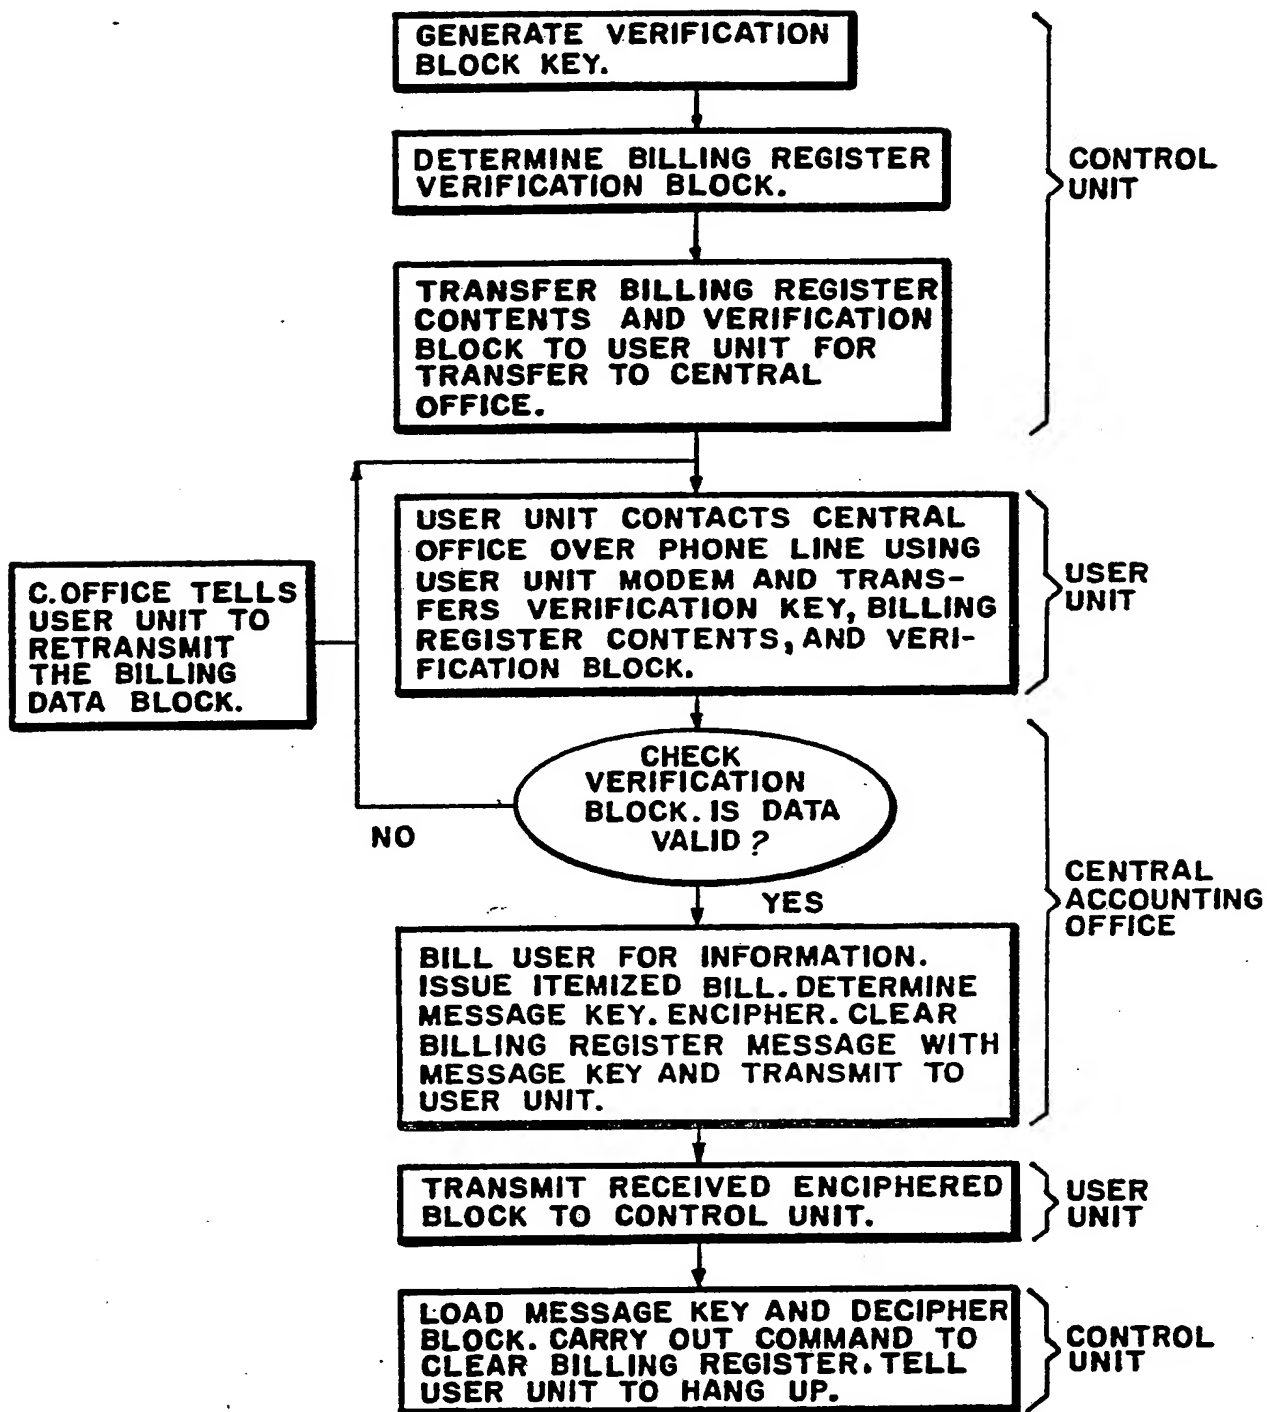 GENERATE VERIFICATION
BLOCK KEY.
DETERMINE BILLING REGISTER
VERIFICATION BLOCK.
CONTROL
UNIT
TRANSFER BILLING REGISTER
CONTENTS AND VERIFICATION
BLOCK TO USER UNIT FOR
TRANSFER TO CENTRAL
OFFICE.
USER UNIT CONTACTS CENTRAL
OFFICE OVER PHONE LINE USING
USER UNIT MODEM AND TRANS-
FERS VERIFICATION KEY, BILLING
REGISTER CONTENTS, AND VERI-
FICATION BLOCK.
USER
UNIT
C.OFFICE TELLS
USER UNIT TO
RETRANSMIT
THE BILLING
DATA BLOCK.
CHECK
VERIFICATION
BLOCK. IS DATA
VALID?
NO
YES
CENTRAL
ACCOUNTING
OFFICE
BILL USER FOR INFORMATION.
ISSUE ITEMIZED BILL. DETERMINE
MESSAGE KEY. ENCIPHER. CLEAR
BILLING REGISTER MESSAGE WITH
MESSAGE KEY AND TRANSMIT TO
USER UNIT.
TRANSMIT RECEIVED ENCIPHERED
BLOCK TO CONTROL UNIT.
USER
UNIT
LOAD MESSAGE KEY AND DECIPHER
BLOCK. CARRY OUT COMMAND TO
CLEAR BILLING REGISTER. TELL
USER UNIT TO HANG UP.
CONTROL
UNIT